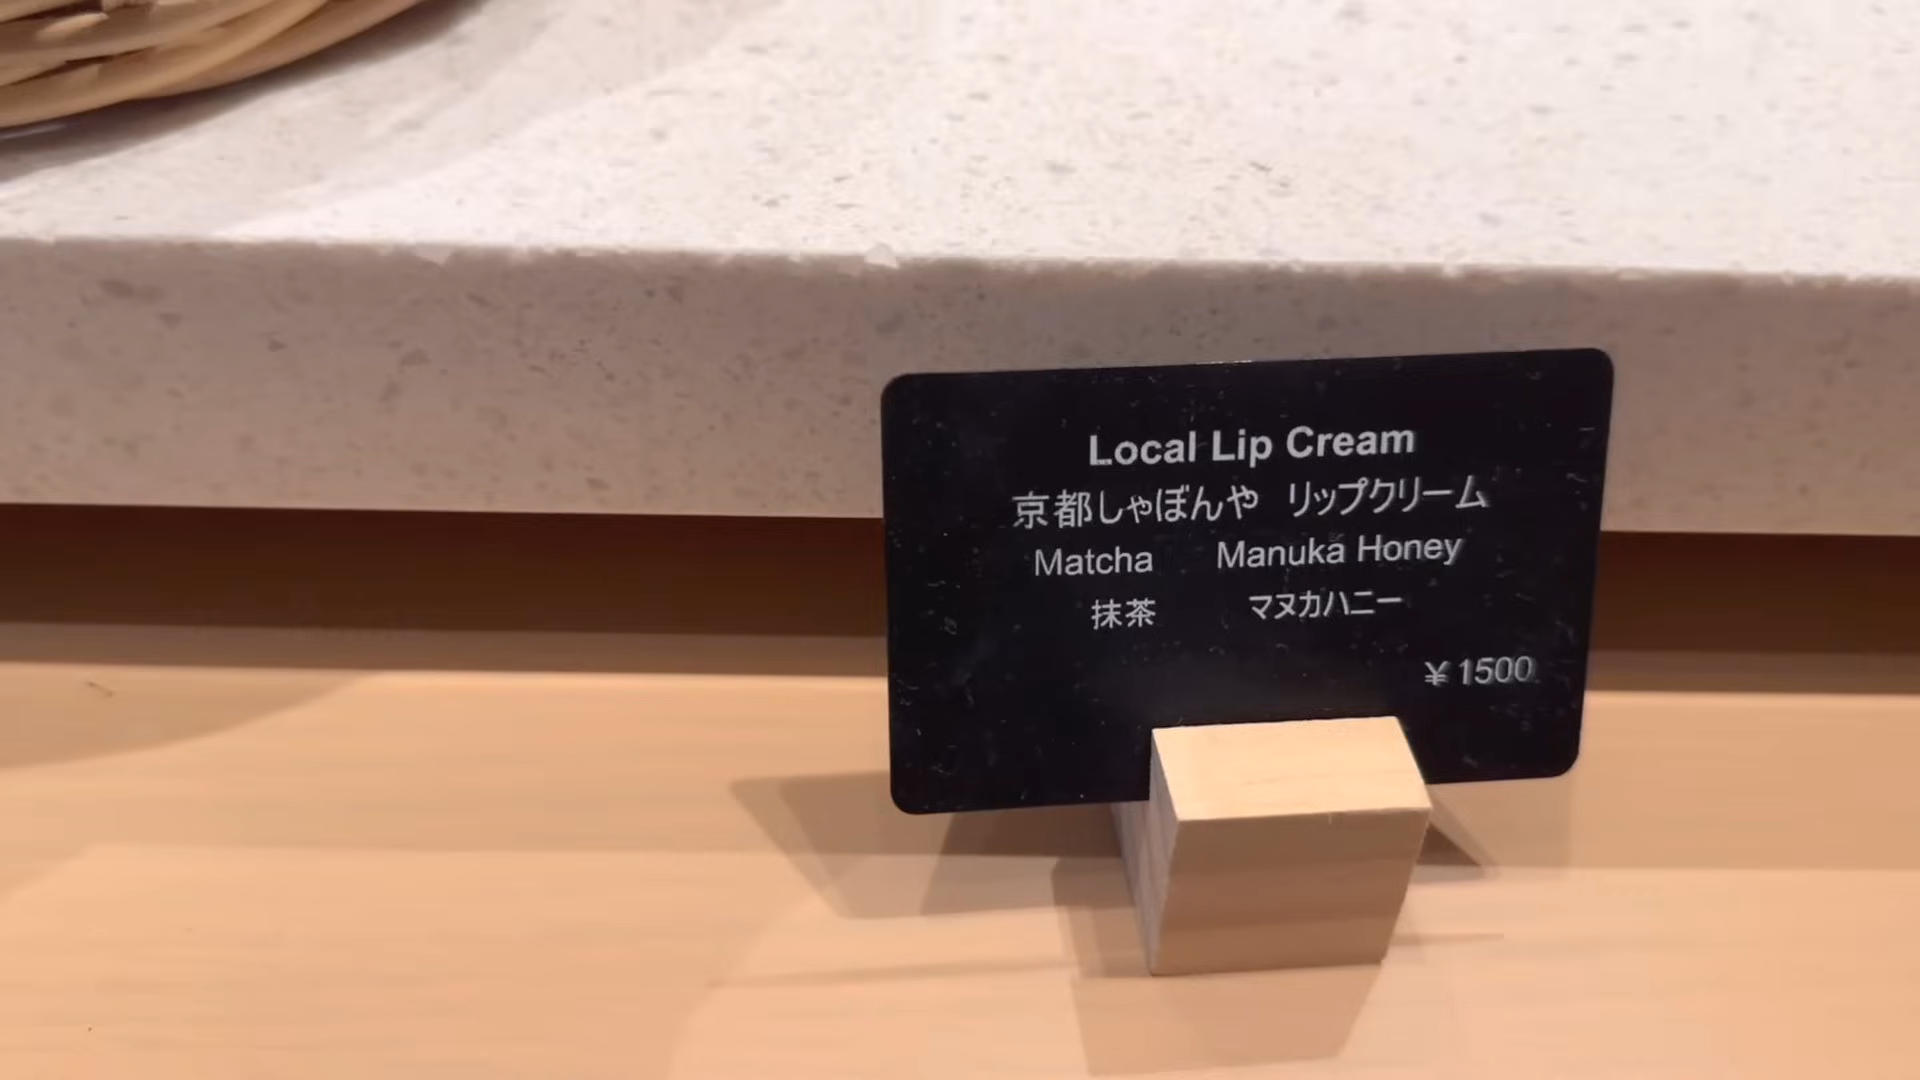 Local Lip Cream
京都しゃぼんや リップクリーム
Matcha Manuka Honey
抹茶 マヌカハニー
¥1500